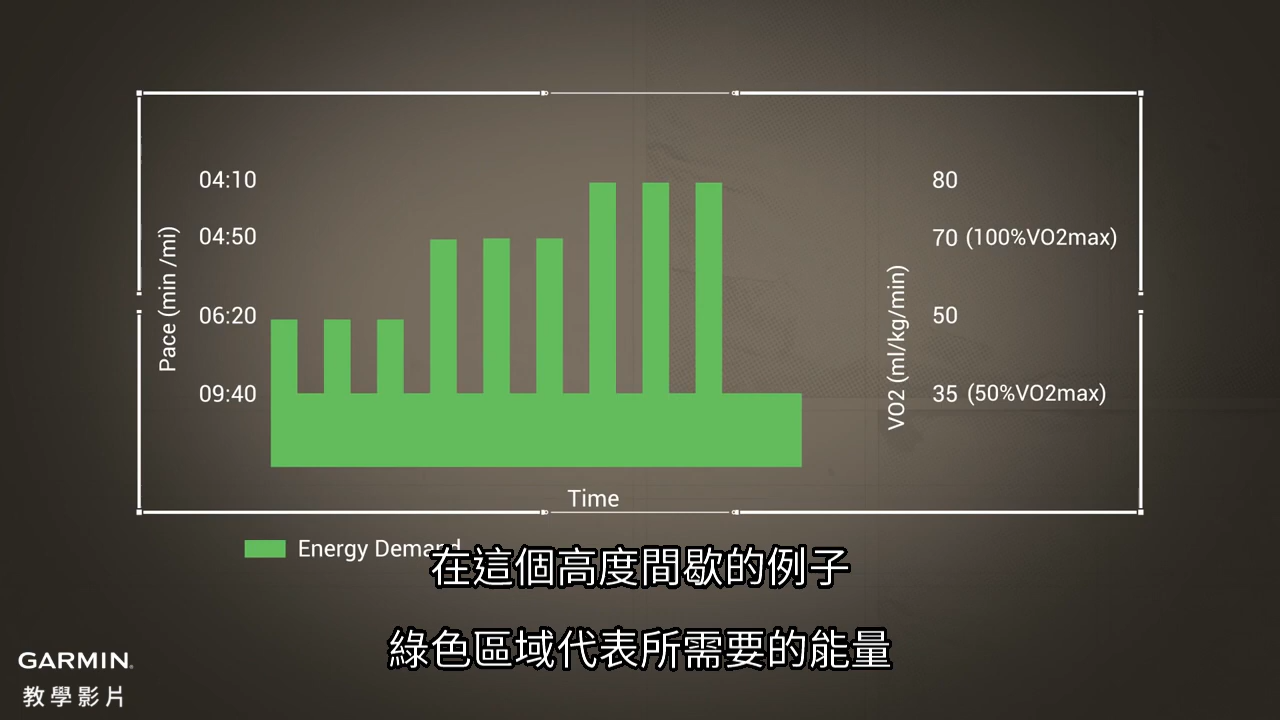 04:10
04:50
06:20
09:40
Pace (min /mi)
80
70 (100%VO2max)
50
35 (50%VO2max)
VO2 (ml/kg/min)
Time
Energy Demand
在這個高度間歇的例子
綠色區域代表所需要的能量
GARMIN.
教學影片